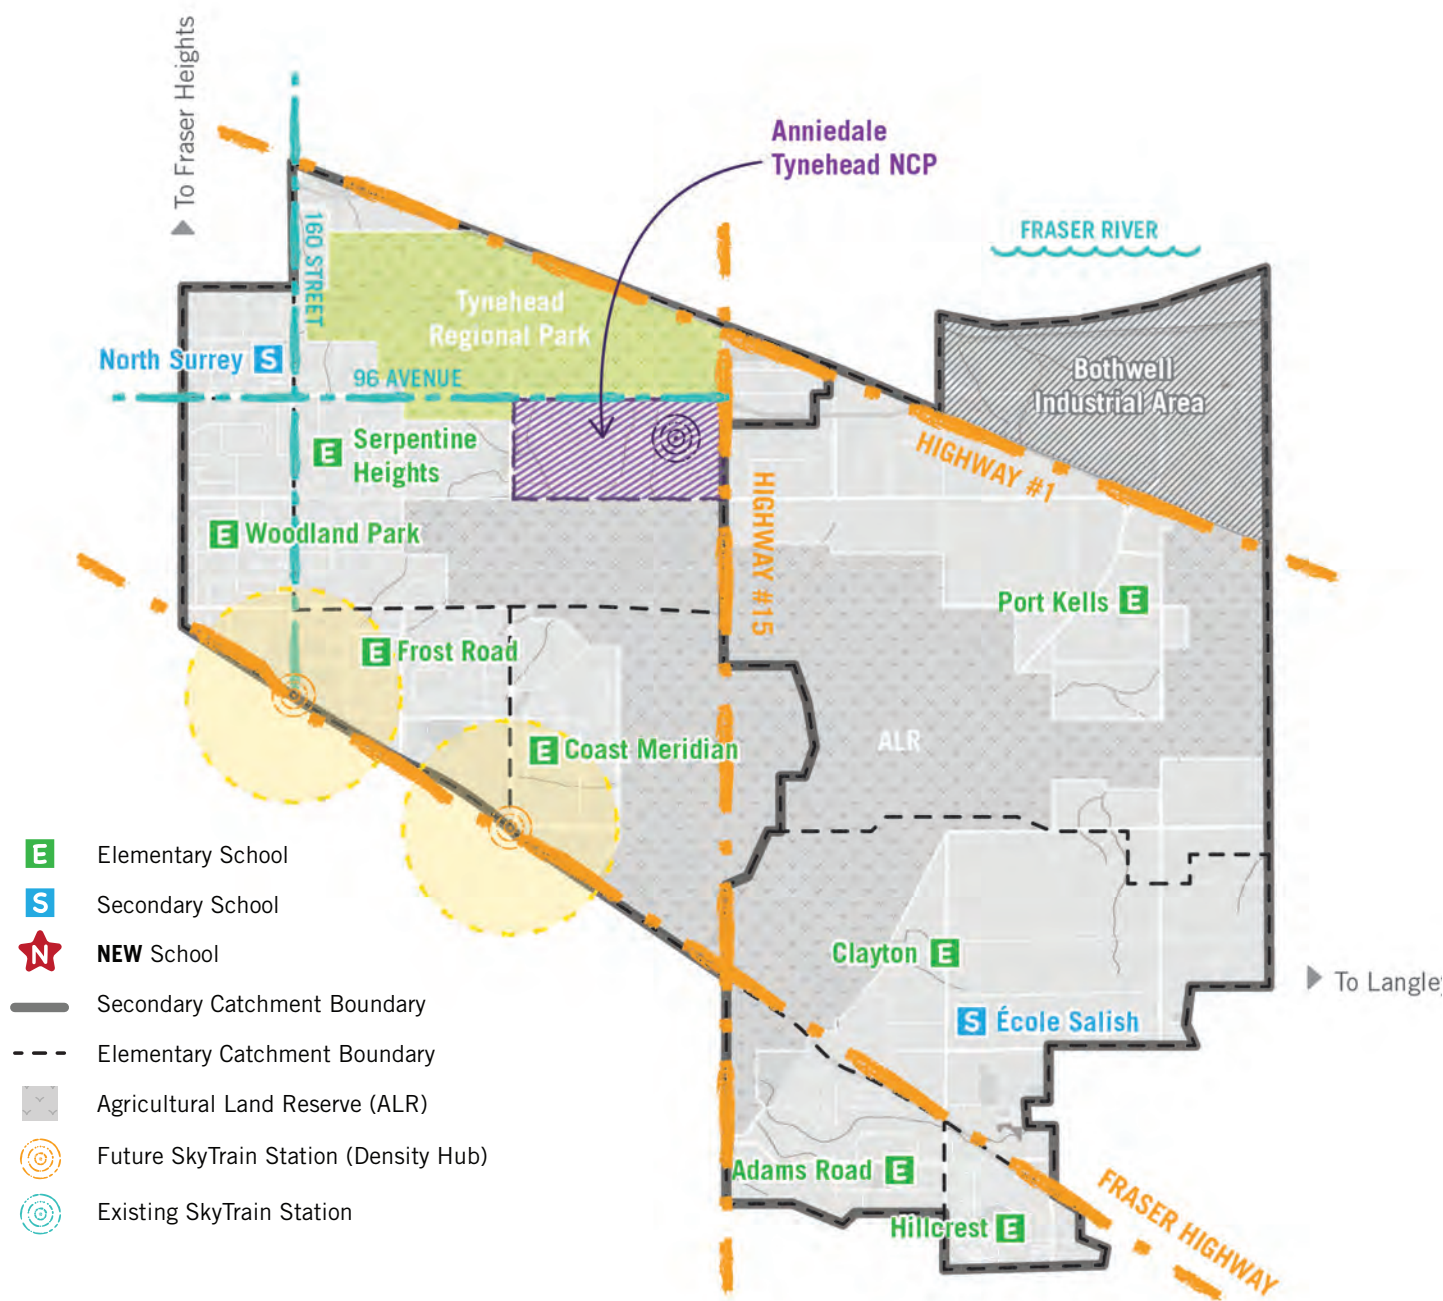 To Fraser Heights
Anniedale
Tynehead NCP
FRASER RIVER
160 STREET
Tynehead
Regional Park
North Surrey S
96 AVENUE
Bothwell
Industrial Area
E Serpentine
Heights
HIGHWAY #1
HIGHWAY #15
E Woodland Park
Port Kells E
E Frost Road
E Coast Meridian
ALR
E Elementary School
S Secondary School
N NEW School
Secondary Catchment Boundary
Elementary Catchment Boundary
Agricultural Land Reserve (ALR)
Future SkyTrain Station (Density Hub)
Existing SkyTrain Station
Clayton E
To Langley
S École Salish
Adams Road E
Hillcrest E
FRASER HIGHWAY